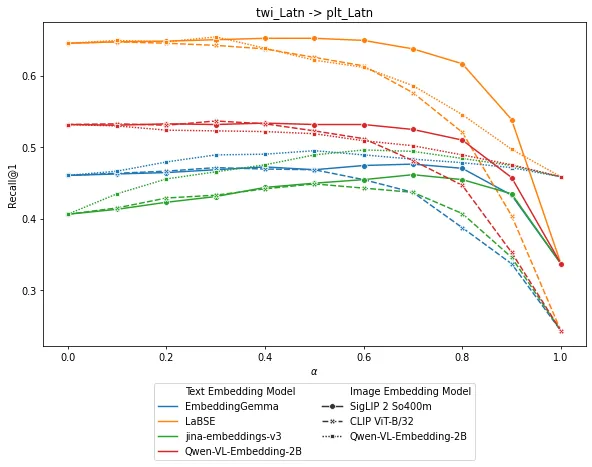 twi_Latn -> plt_Latn
Recall@1
0.6
0.5
0.4
0.3
0.0 0.2 0.4 0.6 0.8 1.0
α
Text Embedding Model
EmbeddingGemma
LaBSE
jina-embeddings-v3
Qwen-VL-Embedding-2B
Image Embedding Model
SigLIP 2 So400m
CLIP ViT-B/32
Qwen-VL-Embedding-2B